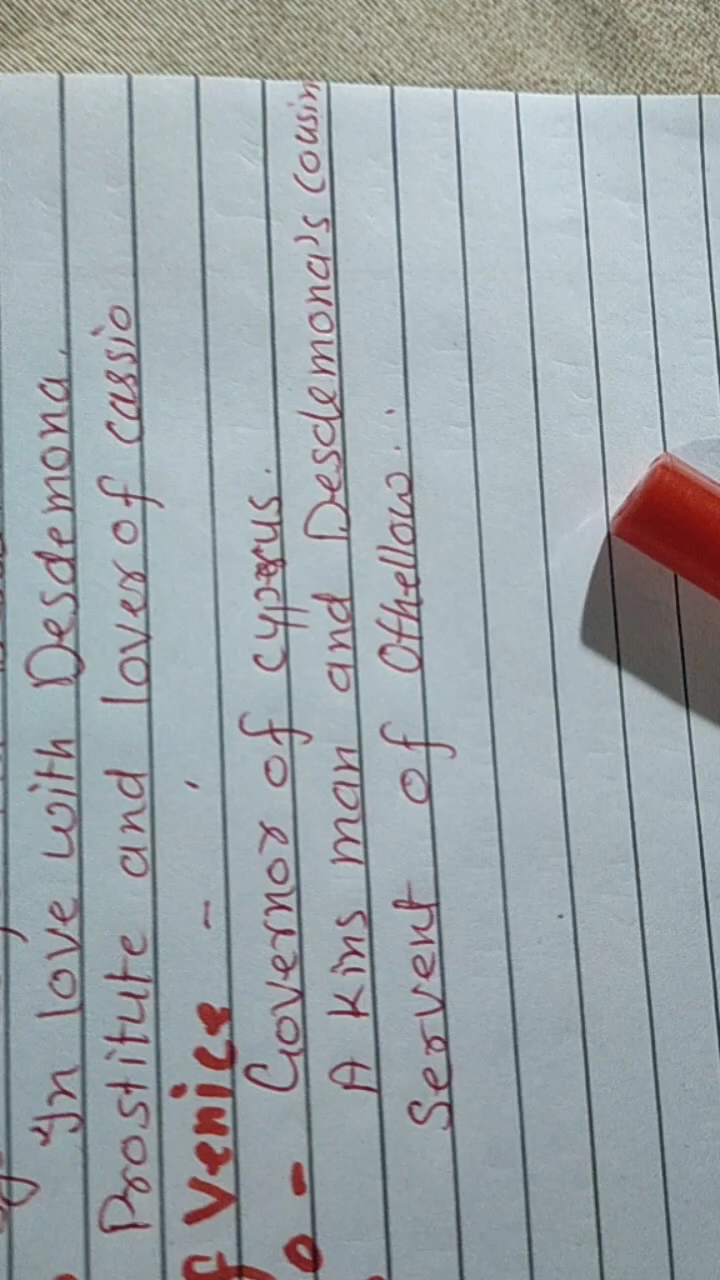 In love with Desdemona.
Prostitute and lover of cassio
f Venice -
o - Governor of cyperus.
A kins man and Desdemona's cousin
Servent of Othellow..